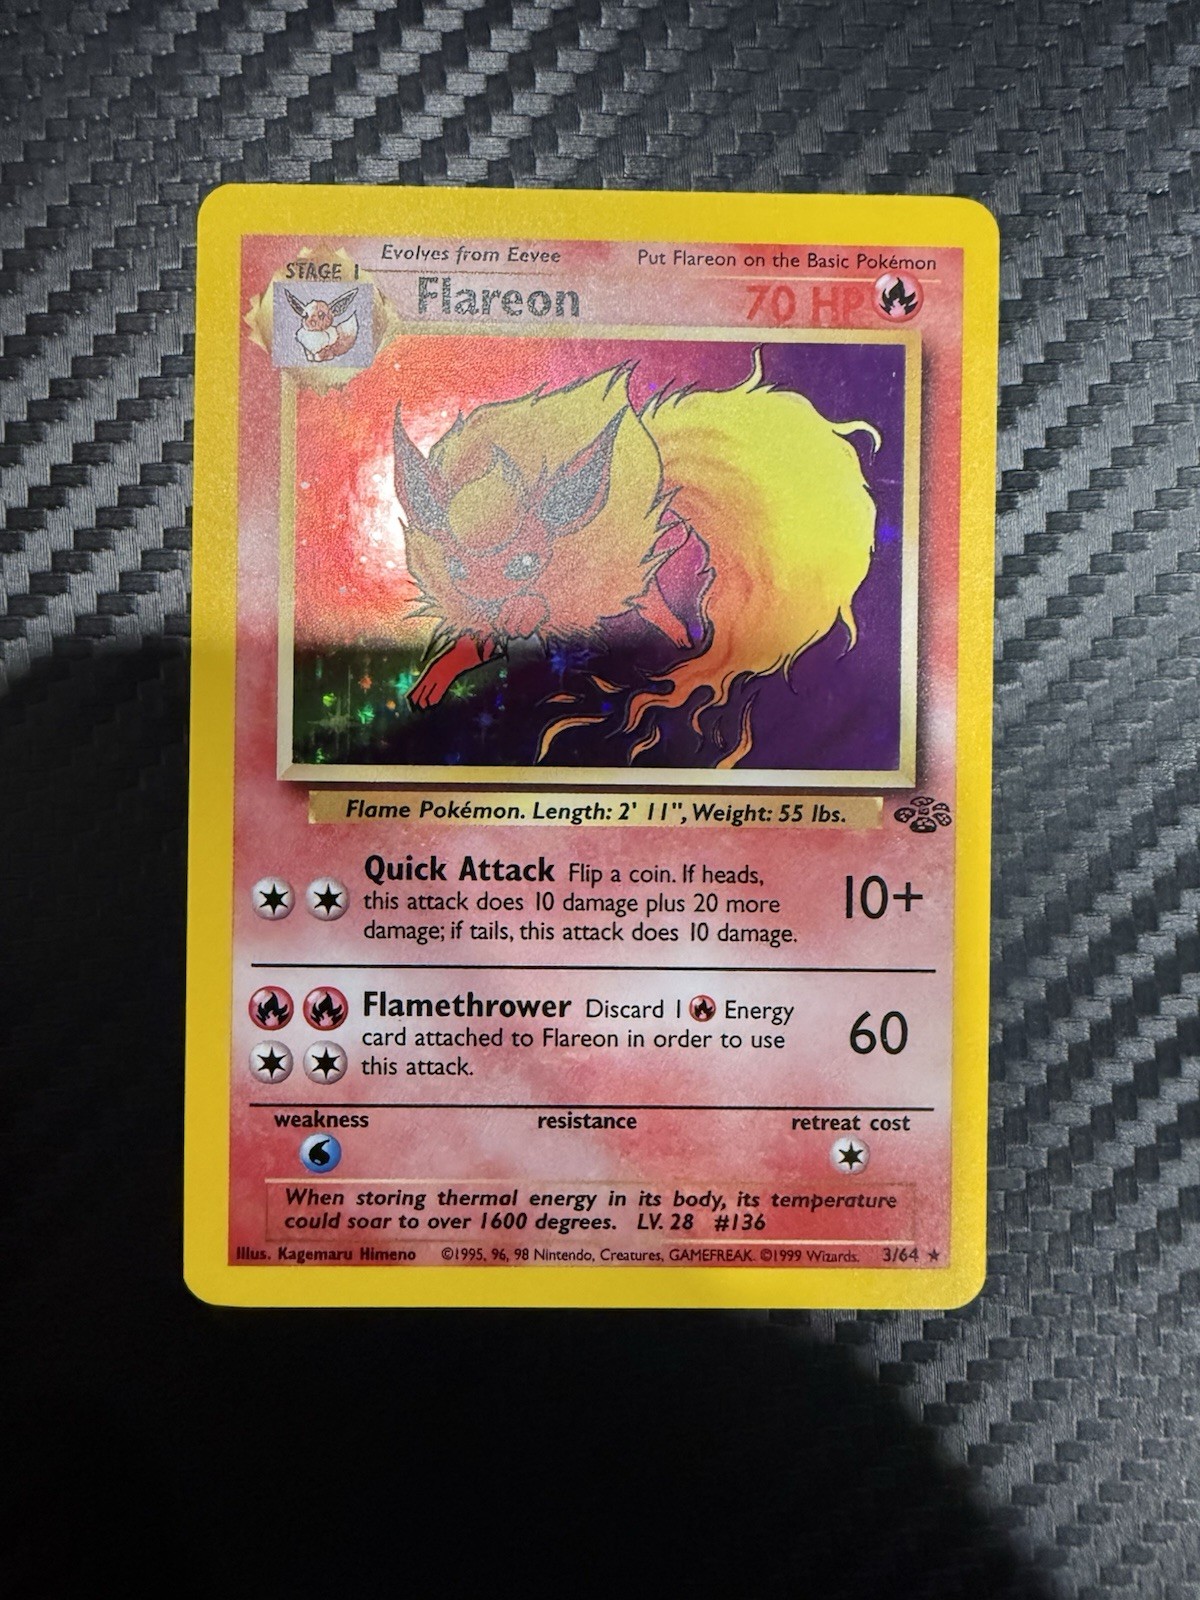 Evolves from Eevee
Put Flareon on the Basic Pokémon
STAGE 1
Flareon
70 HP
Flame Pokémon. Length: 2' 11", Weight: 55 lbs.
Quick Attack Flip a coin. If heads,
this attack does 10 damage plus 20 more
damage; if tails, this attack does 10 damage.
10+
Flamethrower Discard 1 Energy
card attached to Flareon in order to use
this attack.
60
weakness
resistance
retreat cost
When storing thermal energy in its body, its temperature
could soar to over 1600 degrees. LV. 28 #136
Illus. Kagemaru Himeno ©1995, 96, 98 Nintendo, Creatures, GAMEFREAK. ©1999 Wizards. 3/64 ★